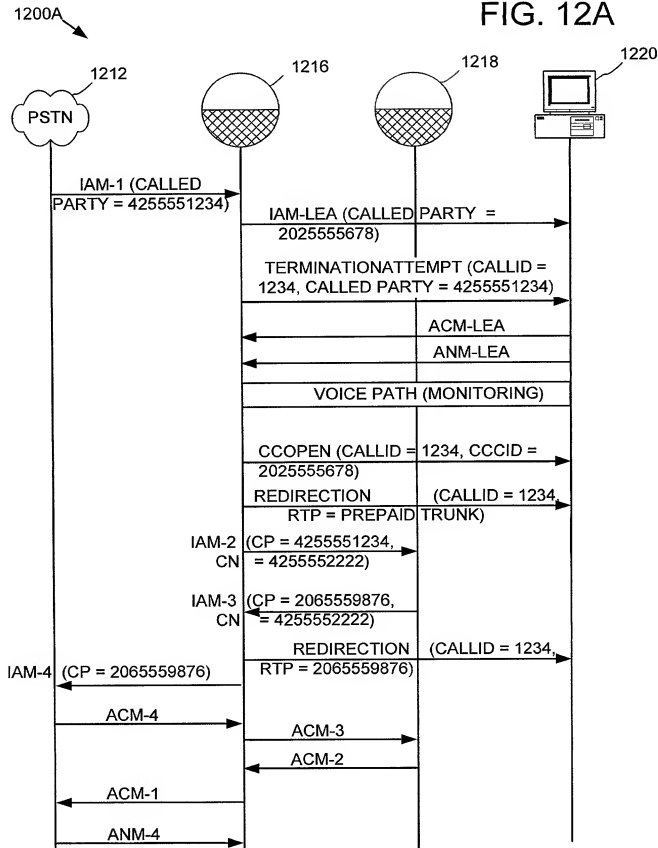 FIG. 12A
1200A
1212
1216
1218
1220
PSTN
IAM-1 (CALLED
PARTY = 4255551234)
IAM-LEA (CALLED PARTY =
2025555678)
TERMINATIONATTEMPT (CALLID =
1234, CALLED PARTY = 4255551234)
ACM-LEA
ANM-LEA
VOICE PATH (MONITORING)
CCOPEN (CALLID = 1234, CCCID =
2025555678)
REDIRECTION (CALLID = 1234,
RTP = PREPAID TRUNK)
IAM-2 (CP = 4255551234,
CN = 4255552222)
IAM-3 (CP = 2065559876,
CN = 4255552222)
REDIRECTION (CALLID = 1234,
RTP = 2065559876)
IAM-4 (CP = 2065559876)
ACM-4
ACM-3
ACM-2
ACM-1
ANM-4